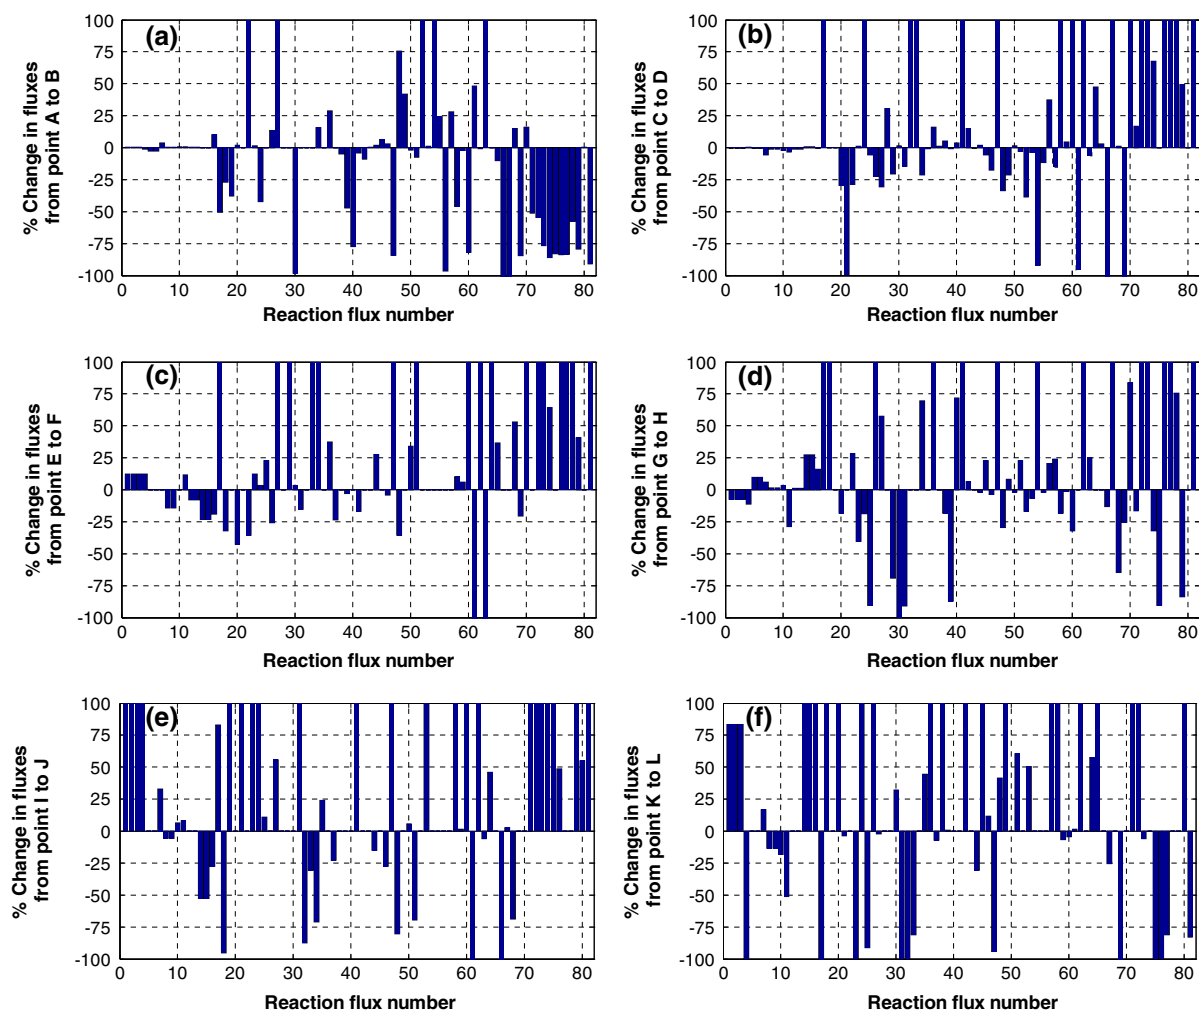 (a)
% Change in fluxes
from point A to B
100
75
50
25
0
-25
-50
-75
-100
0 10 20 30 40 50 60 70 80
Reaction flux number
(b)
% Change in fluxes
from point C to D
100
75
50
25
0
-25
-50
-75
-100
0 10 20 30 40 50 60 70 80
Reaction flux number
(c)
% Change in fluxes
from point E to F
100
75
50
25
0
-25
-50
-75
-100
0 10 20 30 40 50 60 70 80
Reaction flux number
(d)
% Change in fluxes
from point G to H
100
75
50
25
0
-25
-50
-75
-100
0 10 20 30 40 50 60 70 80
Reaction flux number
(e)
% Change in fluxes
from point I to J
100
75
50
25
0
-25
-50
-75
-100
0 10 20 30 40 50 60 70 80
Reaction flux number
(f)
% Change in fluxes
from point K to L
100
75
50
25
0
-25
-50
-75
-100
0 10 20 30 40 50 60 70 80
Reaction flux number